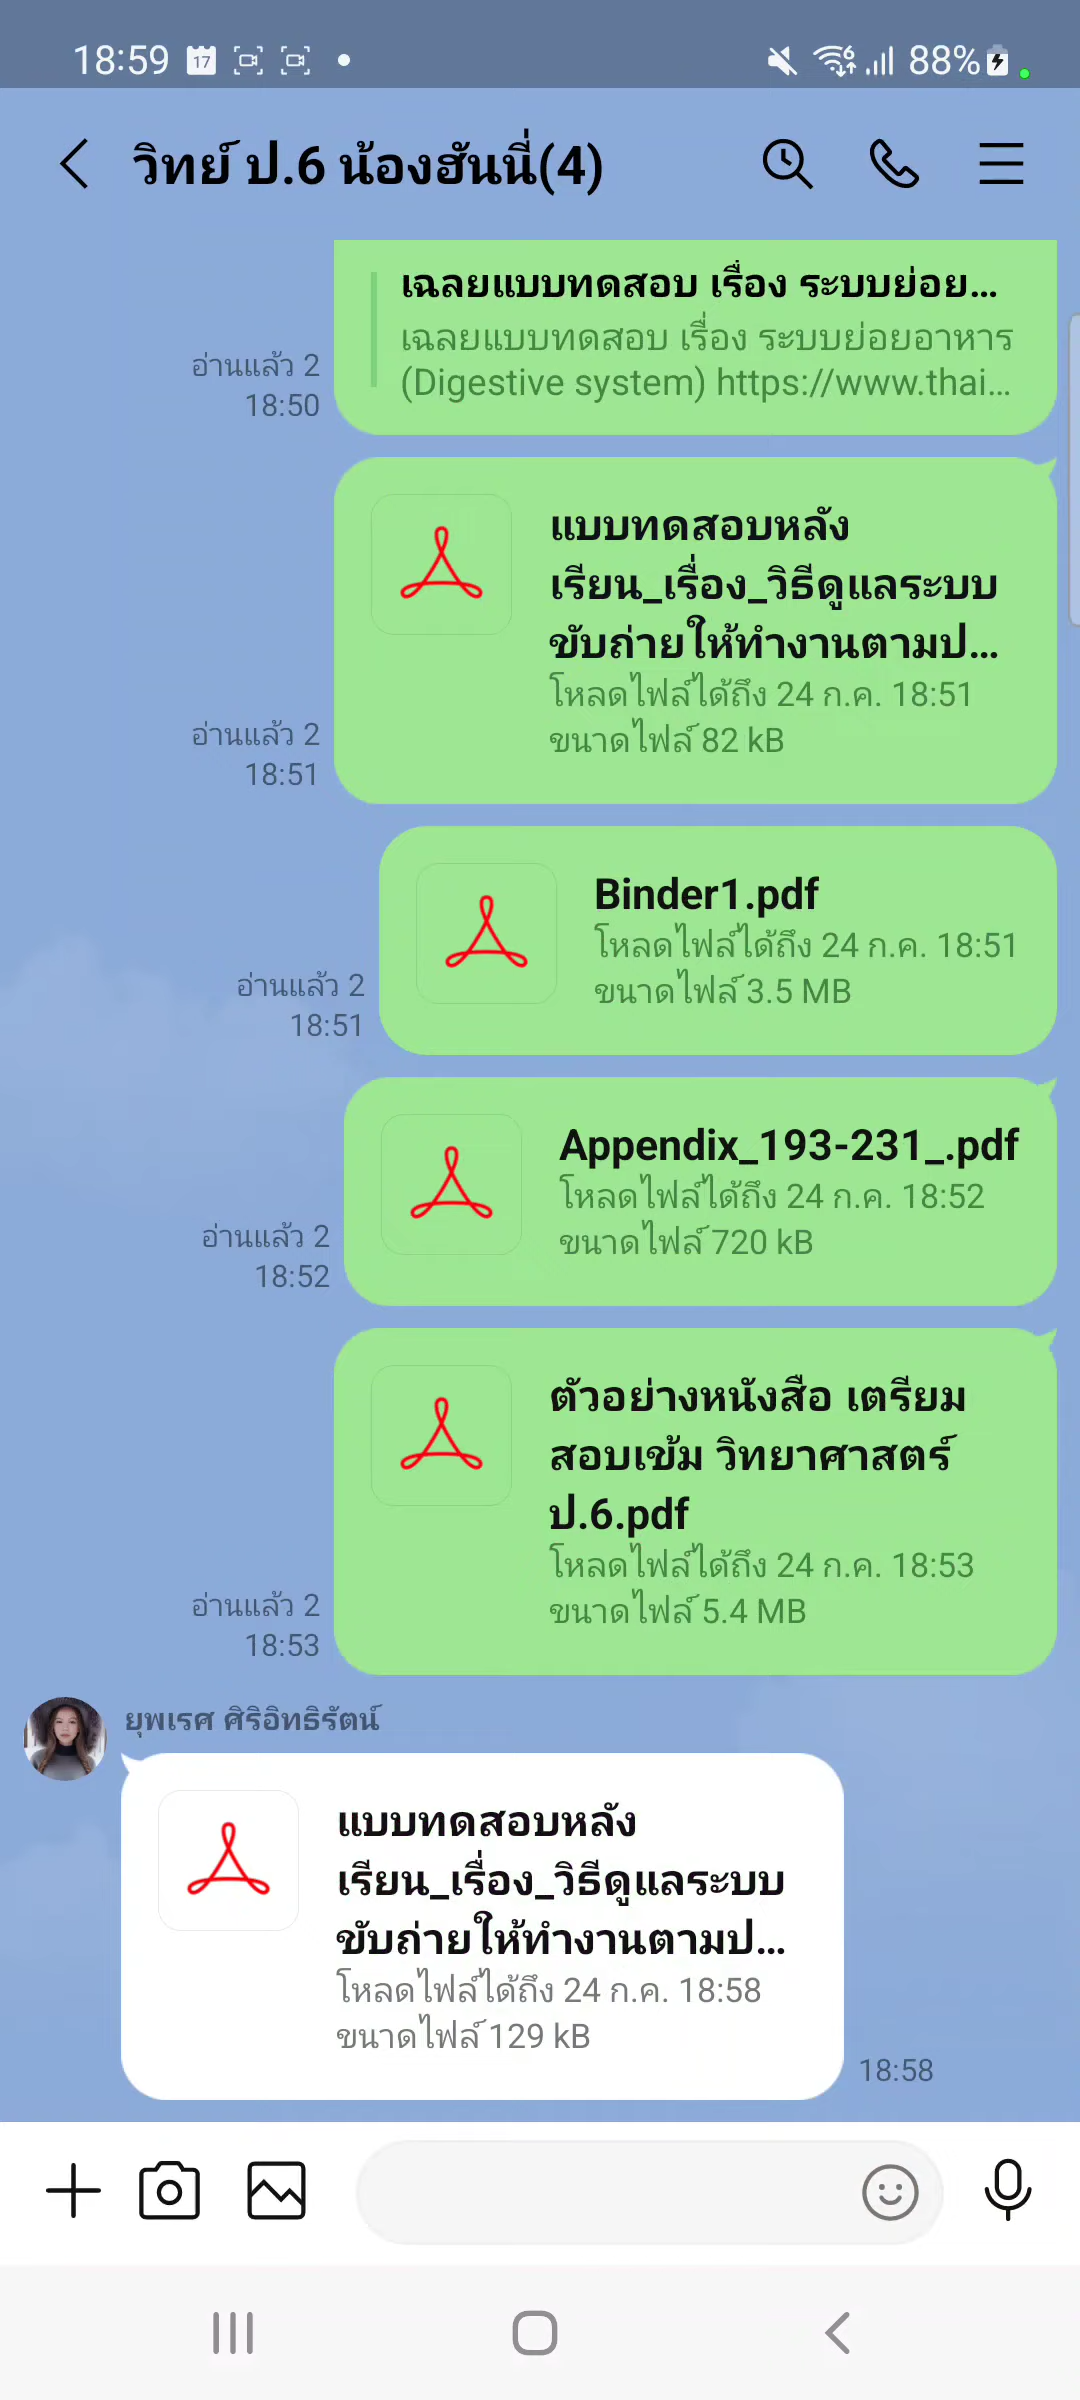 18:59 17 88%
วิทย์ ป.6 น้องฮันนี่(4)
เฉลยแบบทดสอบ เรื่อง ระบบย่อย...
เฉลยแบบทดสอบ เรื่อง ระบบย่อยอาหาร
(Digestive system) https://www.thai...
อ่านแล้ว 2
18:50
แบบทดสอบหลัง
เรียน_เรื่อง_วิธีดูแลระบบ
ขับถ่ายให้ทำงานตามป...
โหลดไฟล์ได้ถึง 24 ก.ค. 18:51
ขนาดไฟล์ 82 kB
อ่านแล้ว 2
18:51
Binder1.pdf
โหลดไฟล์ได้ถึง 24 ก.ค. 18:51
ขนาดไฟล์ 3.5 MB
อ่านแล้ว 2
18:51
Appendix_193-231_.pdf
โหลดไฟล์ได้ถึง 24 ก.ค. 18:52
ขนาดไฟล์ 720 kB
อ่านแล้ว 2
18:52
ตัวอย่างหนังสือ เตรียม
สอบเข้ม วิทยาศาสตร์
ป.6.pdf
โหลดไฟล์ได้ถึง 24 ก.ค. 18:53
ขนาดไฟล์ 5.4 MB
อ่านแล้ว 2
18:53
ยุพเรศ ศิริอิทธิรัตน์
แบบทดสอบหลัง
เรียน_เรื่อง_วิธีดูแลระบบ
ขับถ่ายให้ทำงานตามป...
โหลดไฟล์ได้ถึง 24 ก.ค. 18:58
ขนาดไฟล์ 129 kB
18:58